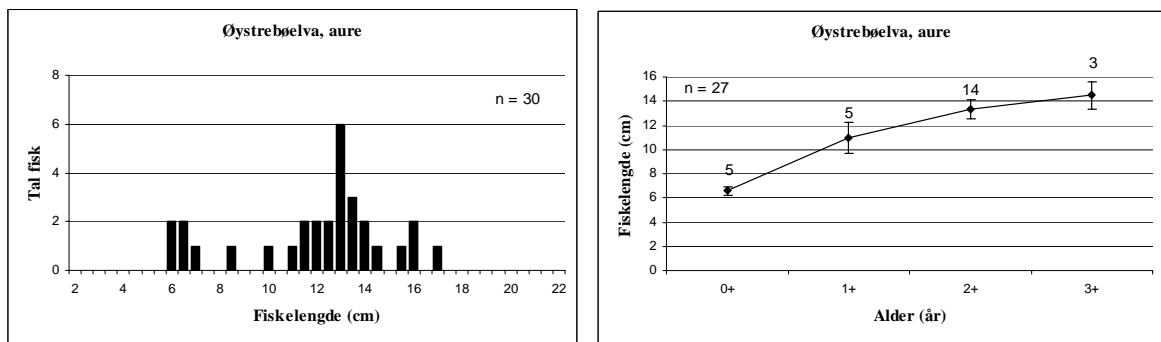 Øystrebøelva, aure
8
6
4
2
0
n = 30
Tal fisk
2 4 6 8 10 12 14 16 18 20 22
Fiskelengde (cm)
Øystrebøelva, aure
16
14
12
10
8
6
4
2
0
n = 27
5
5
14
3
Fiskelengde (cm)
0+ 1+ 2+ 3+
Alder (år)